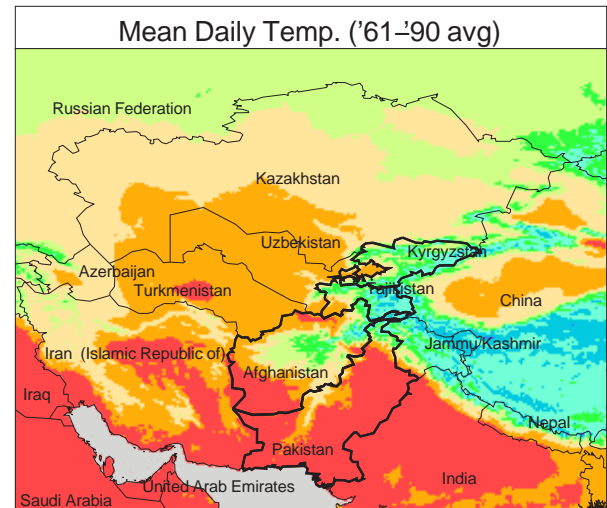 Mean Daily Temp. ('61–'90 avg)
Russian Federation
Kazakhstan
Uzbekistan
Kyrgyzstan
Azerbaijan
Turkmenistan
Tajikistan
China
Iran (Islamic Republic of)
Jammu/Kashmir
Afghanistan
Iraq
Nepal
Pakistan
India
United Arab Emirates
Saudi Arabia